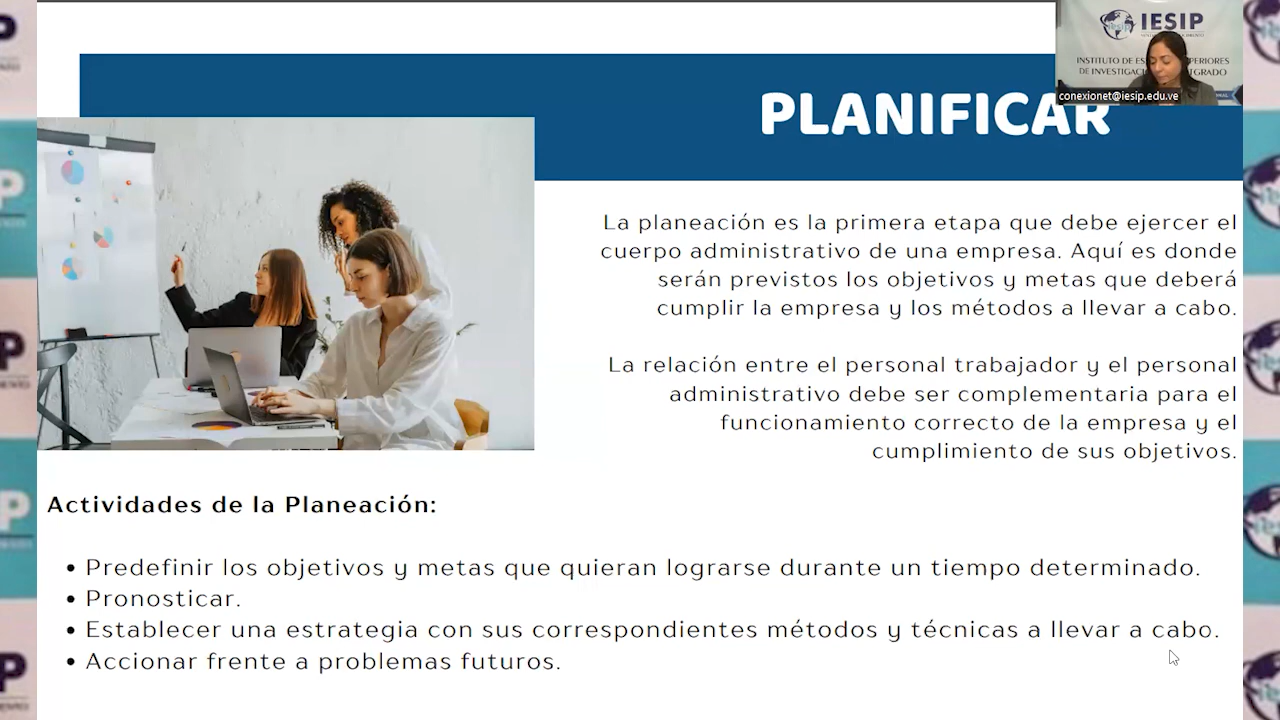 IESIP
INSTITUTO DE
DE
conexionet@iesip.edu.ve
PLANIFICAR
La planeación es la primera etapa que debe ejercer el
cuerpo administrativo de una empresa. Aquí es donde
serán previstos los objetivos y metas que deberá
cumplir la empresa y los métodos a llevar a cabo.
La relación entre el personal trabajador y el personal
administrativo debe ser complementaria para el
funcionamiento correcto de la empresa y el
cumplimiento de sus objetivos.
Actividades de la Planeación:
• Predefinir los objetivos y metas que quieran lograrse durante un tiempo determinado.
• Pronosticar.
• Establecer una estrategia con sus correspondientes métodos y técnicas a llevar a cabo.
• Accionar frente a problemas futuros.